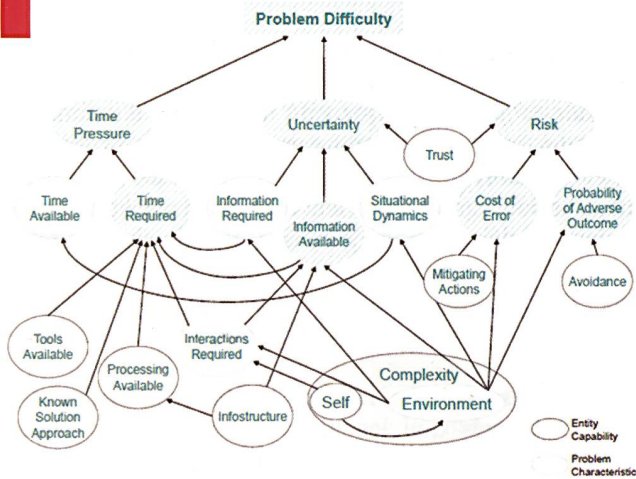 Problem Difficulty
Time
Pressure
Uncertainty
Risk
Trust
Time
Available
Time
Required
Information
Required
Information
Available
Situational
Dynamics
Cost of
Error
Probability
of Adverse
Outcome
Mitigating
Actions
Avoidance
Tools
Available
Processing
Available
Interactions
Required
Known
Solution
Approach
Infostructure
Complexity
Self
Environment
Entity
Capability
Problem
Characteristic